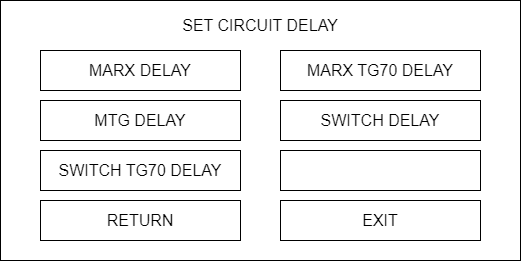 SET CIRCUIT DELAY
MARX DELAY
MARX TG70 DELAY
MTG DELAY
SWITCH DELAY
SWITCH TG70 DELAY
RETURN
EXIT